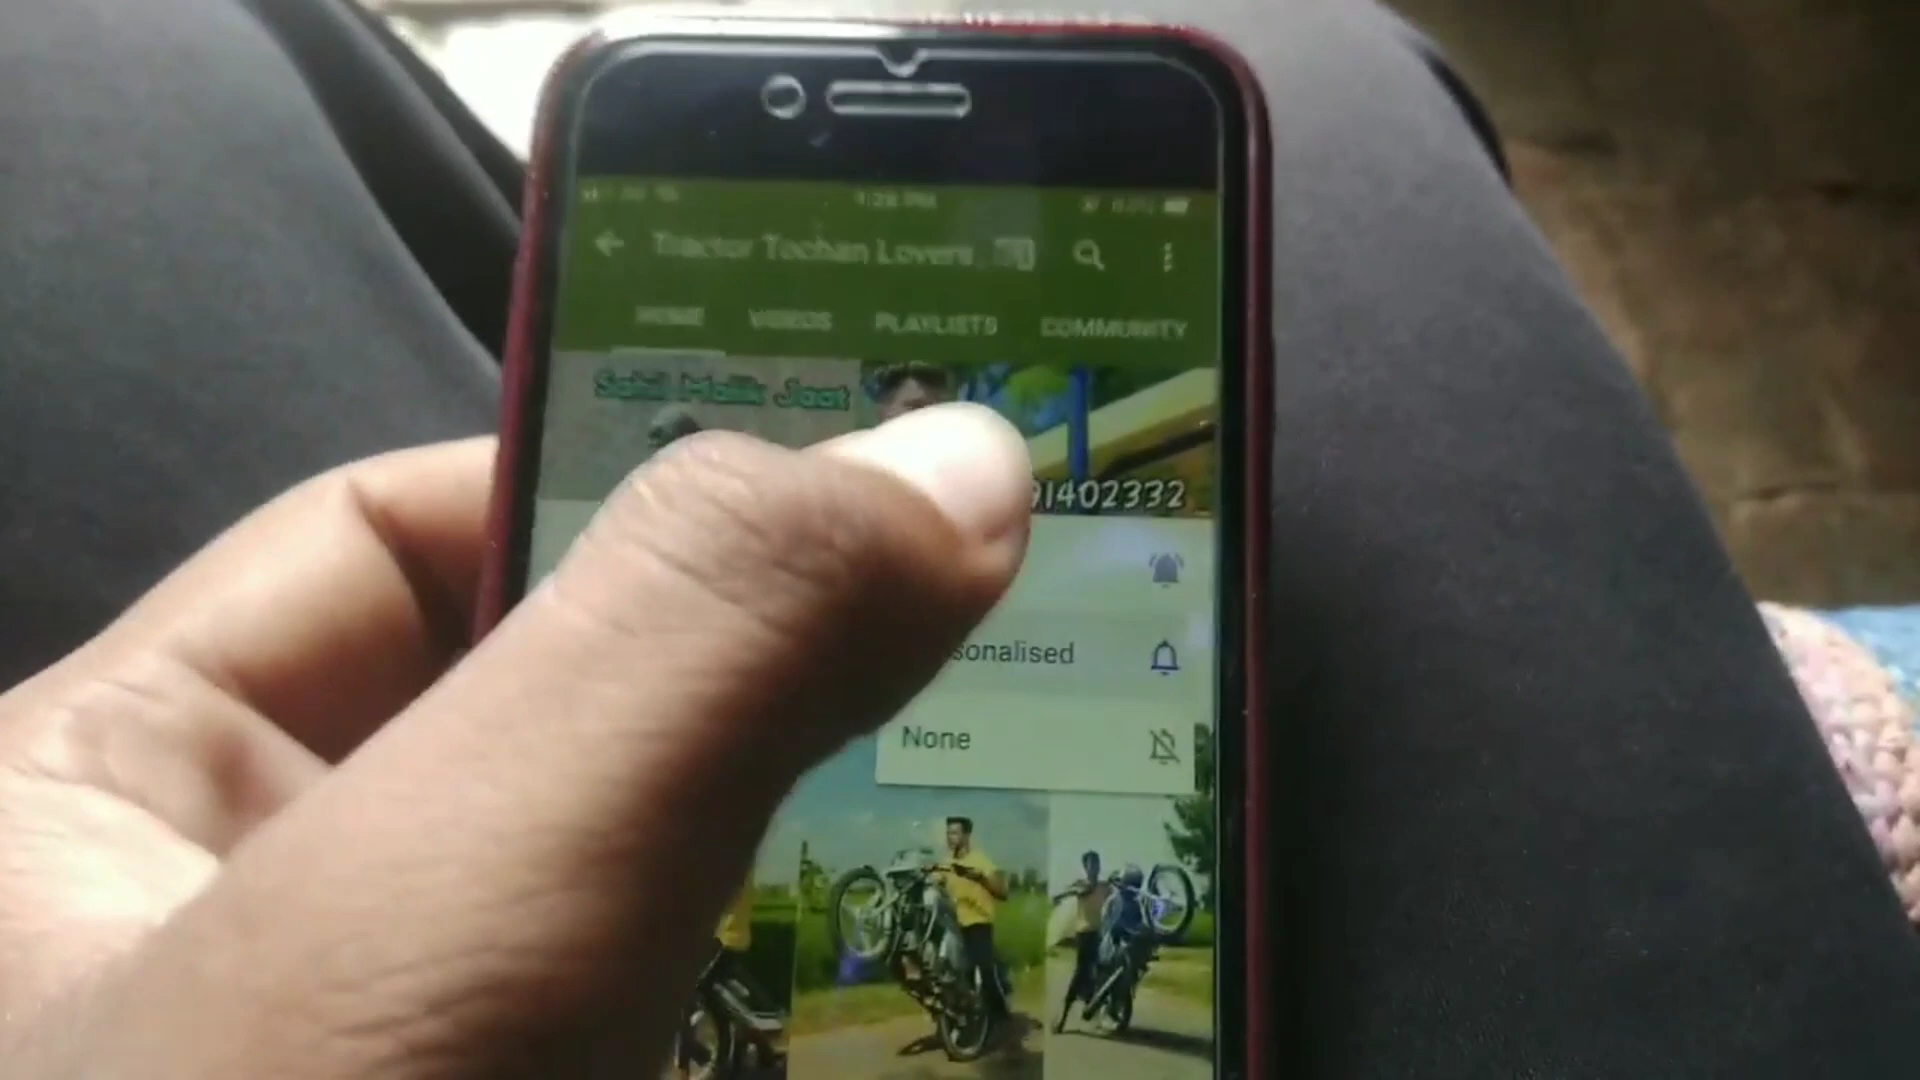 Tractor Tochan Lovers
HOME VIDEOS PLAYLISTS COMMUNITY
Sahil Malik Jaat
91402332
sonalised
None